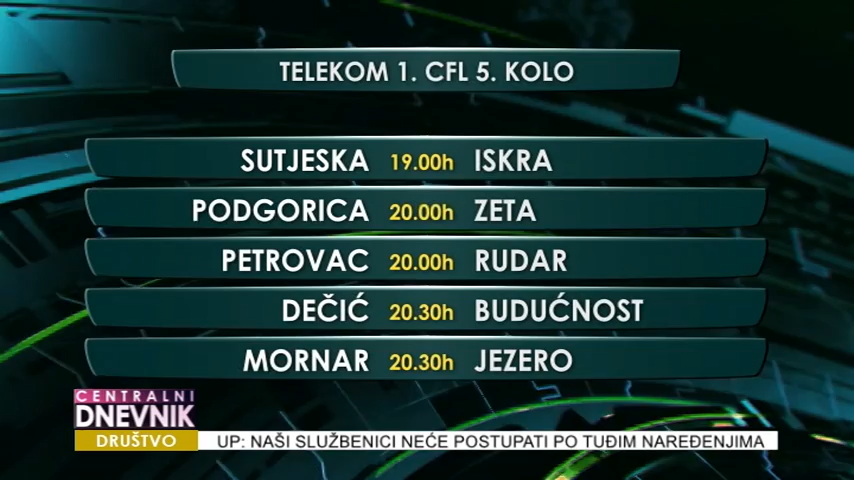 TELEKOM 1. CFL 5. KOLO
SUTJESKA 19.00h ISKRA
PODGORICA 20.00h ZETA
PETROVAC 20.00h RUDAR
DEČIĆ 20.30h BUDUĆNOST
MORNAR 20.30h JEZERO
CENTRALNI
DNEVNIK
DRUŠTVO UP: NAŠI SLUŽBENICI NEĆE POSTUPATI PO TUĐIM NAREĐENJIMA